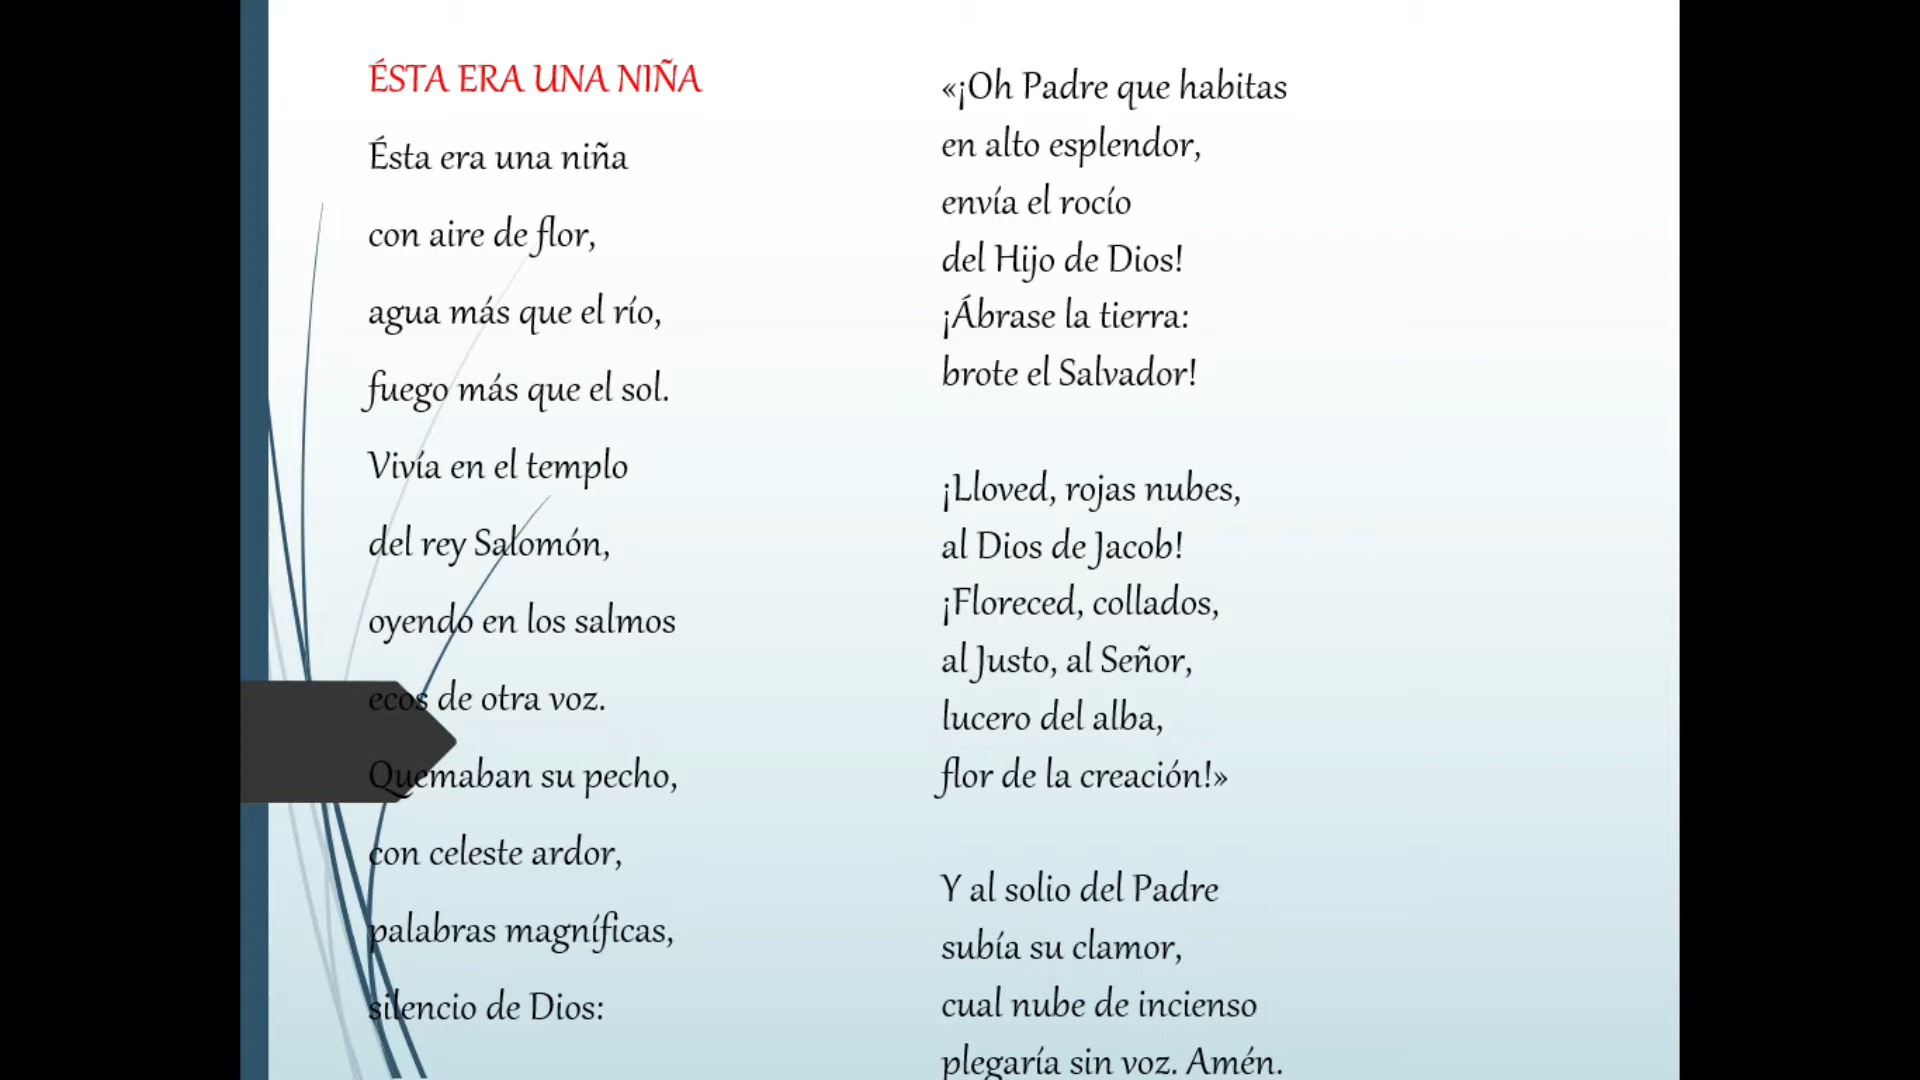 ÉSTA ERA UNA NIÑA
Ésta era una niña
con aire de flor,
agua más que el río,
fuego más que el sol.
Vivía en el templo
del rey Salomón,
oyendo en los salmos
ecos de otra voz.
Quemaban su pecho,
con celeste ardor,
palabras magníficas,
silencio de Dios:
«¡Oh Padre que habitas
en alto esplendor,
envía el rocío
del Hijo de Dios!
¡Ábrase la tierra:
brote el Salvador!
¡Lloved, rojas nubes,
al Dios de Jacob!
¡Floreced, collados,
al Justo, al Señor,
lucero del alba,
flor de la creación!»
Y al solio del Padre
subía su clamor,
cual nube de incienso
plegaría sin voz. Amén.